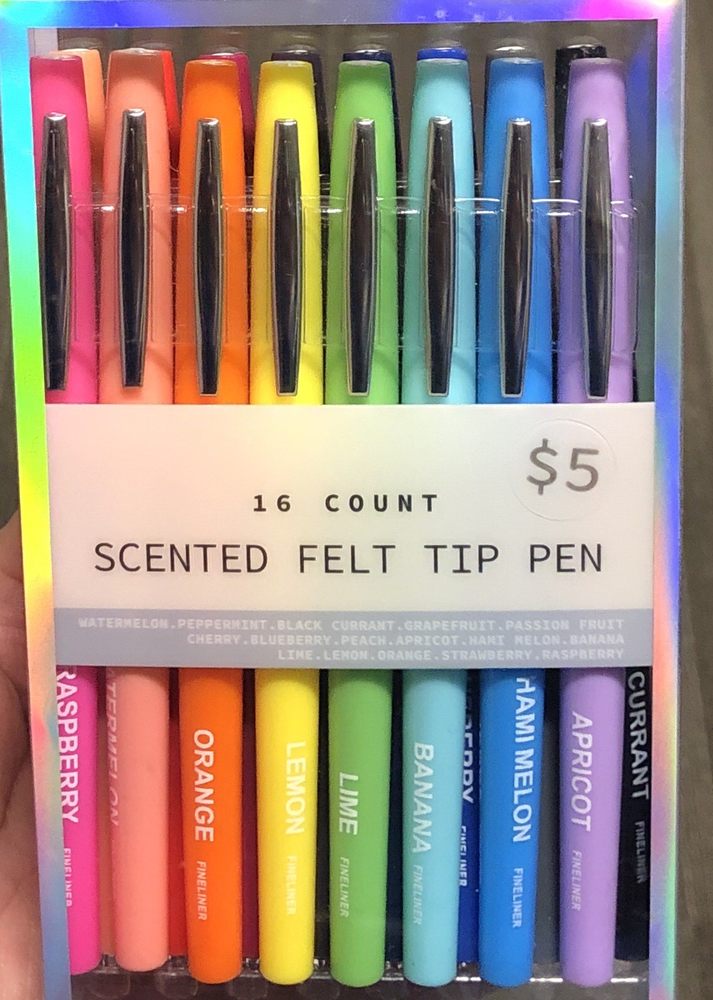 $5
16 COUNT
SCENTED FELT TIP PEN
WATERMELON.PEPPERMINT.BLACK CURRANT.GRAPEFRUIT.PASSION FRUIT
CHERRY.BLUEBERRY.PEACH.APRICOT.HAMI MELON.BANANA
LIME.LEMON.ORANGE.STRAWBERRY.RASPBERRY
RASPBERRY FINELINER
TERMELON
ORANGE FINELINER
LEMON FINELINER
LIME FINELINER
BANANA FINELINER
BERRY FINELINER
HAMI MELON FINELINER
APRICOT FINELINER
CURRANT FINELINER